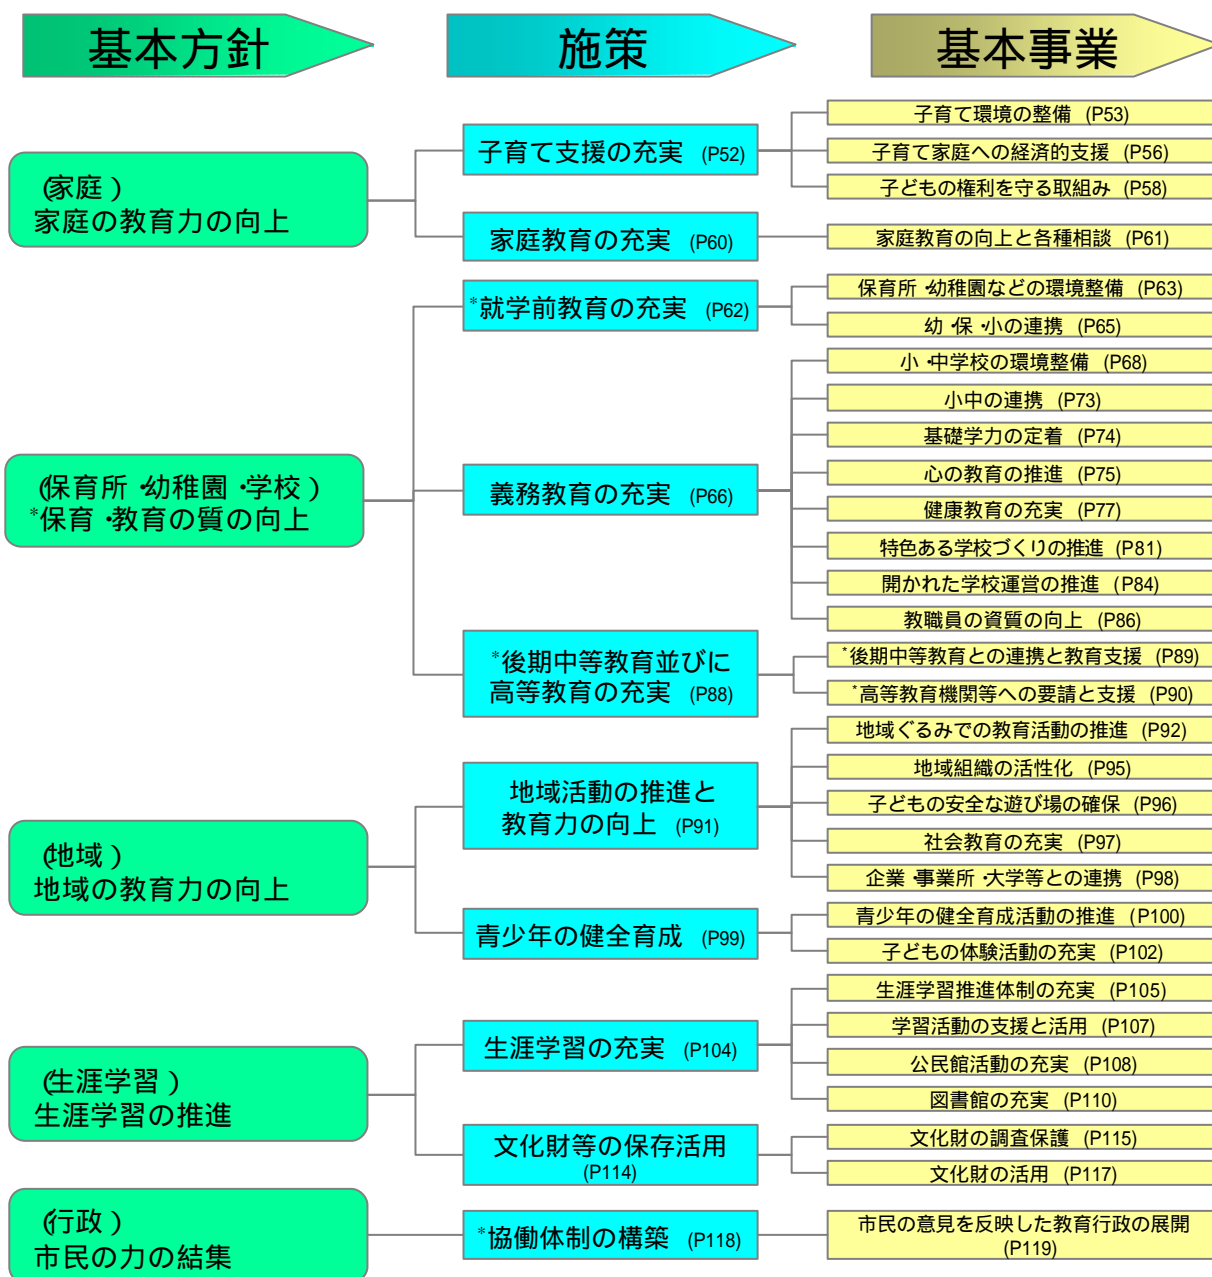 基本方針
施策
基本事業
(家庭)
家庭の教育力の向上
子育て支援の充実 (P52)
子育て環境の整備 (P53)
子育て家庭への経済的支援 (P56)
子どもの権利を守る取組み (P58)
家庭教育の充実 (P60)
家庭教育の向上と各種相談 (P61)
(保育所・幼稚園・学校)
*保育・教育の質の向上
*就学前教育の充実 (P62)
保育所・幼稚園などの環境整備 (P63)
幼・保・小の連携 (P65)
義務教育の充実 (P66)
小・中学校の環境整備 (P68)
小中の連携 (P73)
基礎学力の定着 (P74)
心の教育の推進 (P75)
健康教育の充実 (P77)
特色ある学校づくりの推進 (P81)
開かれた学校運営の推進 (P84)
教職員の資質の向上 (P86)
*後期中等教育並びに
高等教育の充実 (P88)
*後期中等教育との連携と教育支援 (P89)
*高等教育機関等への要請と支援 (P90)
(地域)
地域の教育力の向上
地域活動の推進と
教育力の向上 (P91)
地域ぐるみでの教育活動の推進 (P92)
地域組織の活性化 (P95)
子どもの安全な遊び場の確保 (P96)
社会教育の充実 (P97)
企業・事業所・大学等との連携 (P98)
青少年の健全育成 (P99)
青少年の健全育成活動の推進 (P100)
子どもの体験活動の充実 (P102)
(生涯学習)
生涯学習の推進
生涯学習の充実 (P104)
生涯学習推進体制の充実 (P105)
学習活動の支援と活用 (P107)
公民館活動の充実 (P108)
図書館の充実 (P110)
文化財等の保存活用
(P114)
文化財の調査保護 (P115)
文化財の活用 (P117)
(行政)
市民の力の結集
*協働体制の構築 (P118)
市民の意見を反映した教育行政の展開
(P119)